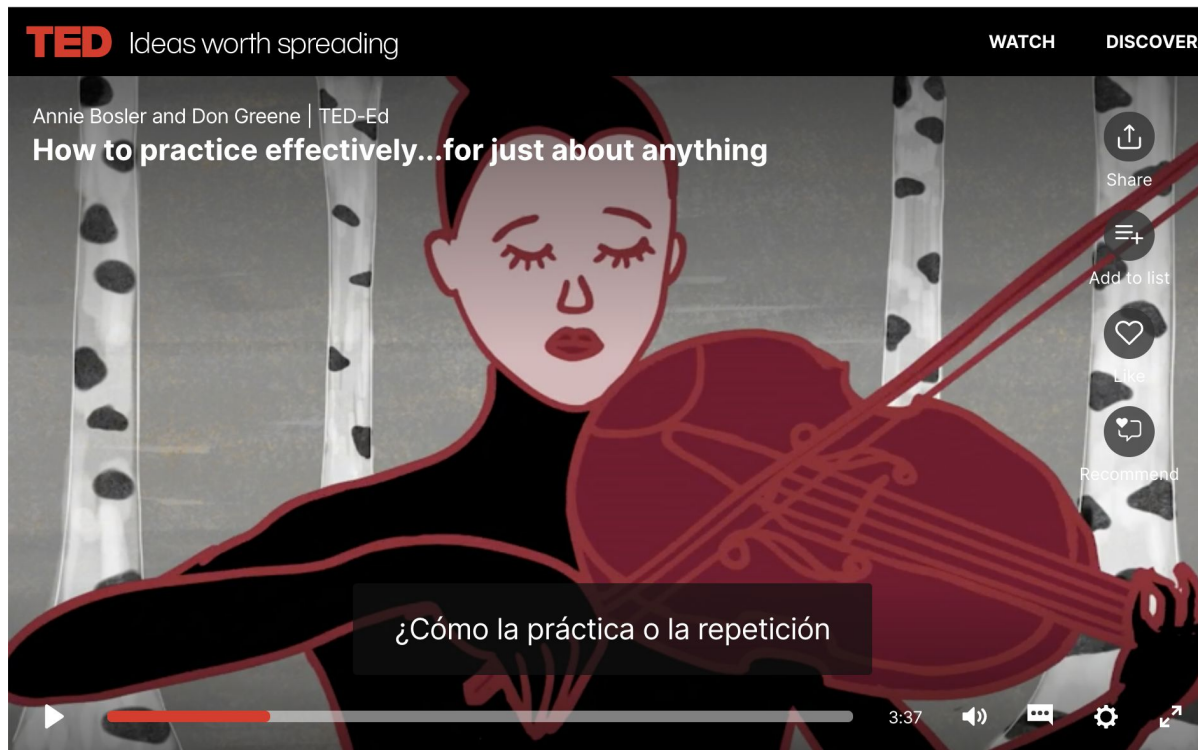 TED Ideas worth spreading
WATCH DISCOVER
Annie Bosler and Don Greene | TED-Ed
How to practice effectively...for just about anything
Share
Add to list
Like
Recommend
¿Cómo la práctica o la repetición
3:37